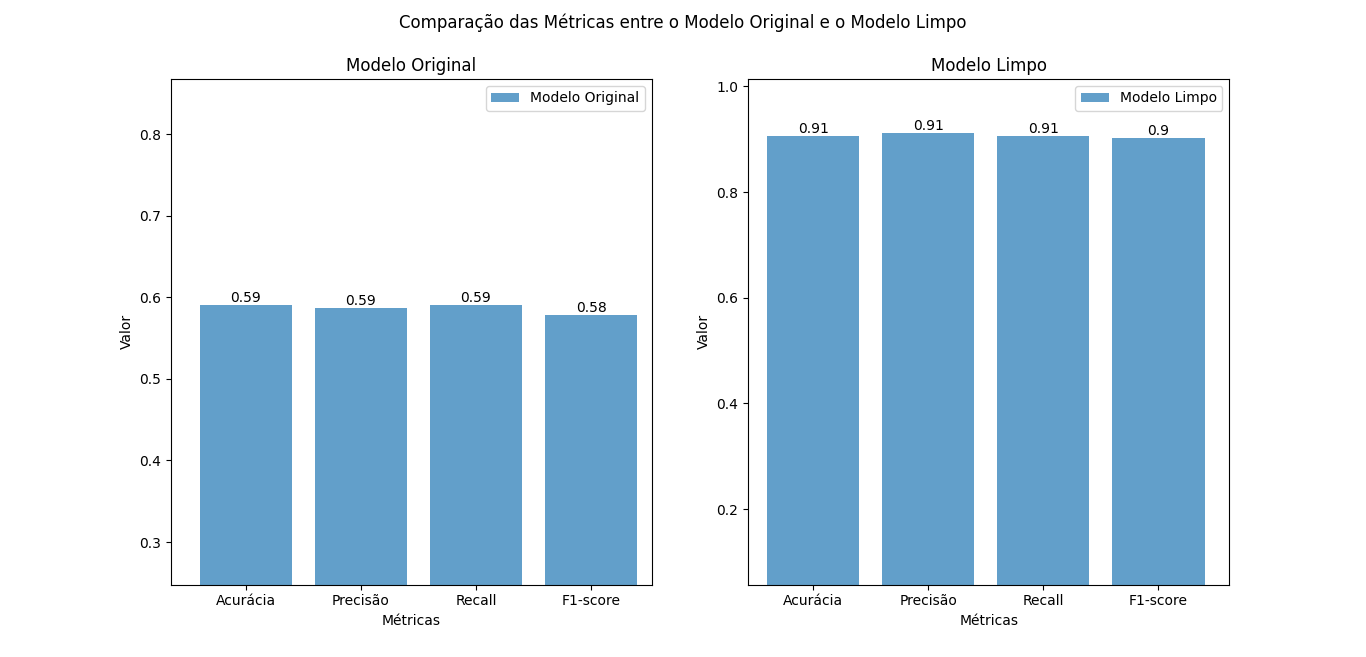 Comparação das Métricas entre o Modelo Original e o Modelo Limpo
Modelo Original
Modelo Original
0.8
0.7
0.6
0.5
0.4
0.3
Valor
0.59
0.59
0.59
0.58
Acurácia
Precisão
Recall
F1-score
Métricas
Modelo Limpo
Modelo Limpo
1.0
0.8
0.6
0.4
0.2
Valor
0.91
0.91
0.91
0.9
Acurácia
Precisão
Recall
F1-score
Métricas